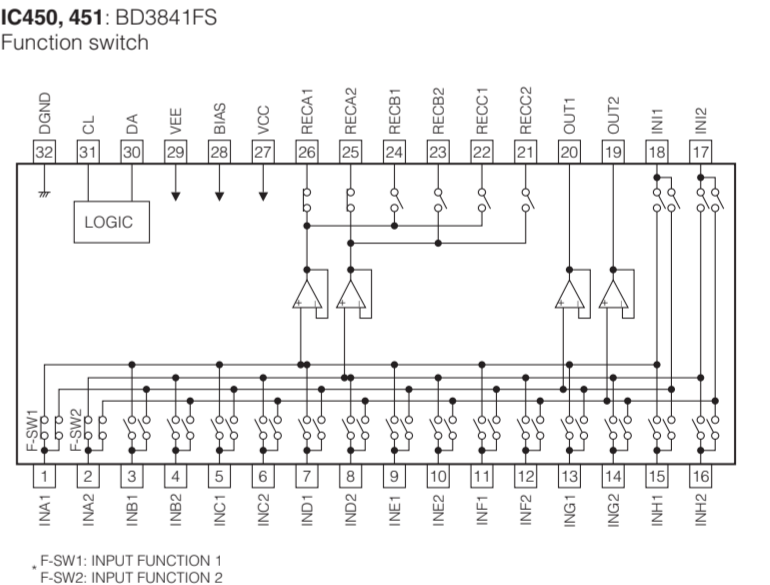 IC450, 451: BD3841FS
Function switch
DGND CL DA VEE BIAS VCC RECA1 RECA2 RECB1 RECB2 RECC1 RECC2 OUT1 OUT2 INI1 INI2
32 31 30 29 28 27 26 25 24 23 22 21 20 19 18 17
LOGIC
+ - + - + - + -
F-SW1 F-SW2
1 2 3 4 5 6 7 8 9 10 11 12 13 14 15 16
INA1 INA2 INB1 INB2 INC1 INC2 IND1 IND2 INE1 INE2 INF1 INF2 ING1 ING2 INH1 INH2
* F-SW1: INPUT FUNCTION 1
F-SW2: INPUT FUNCTION 2